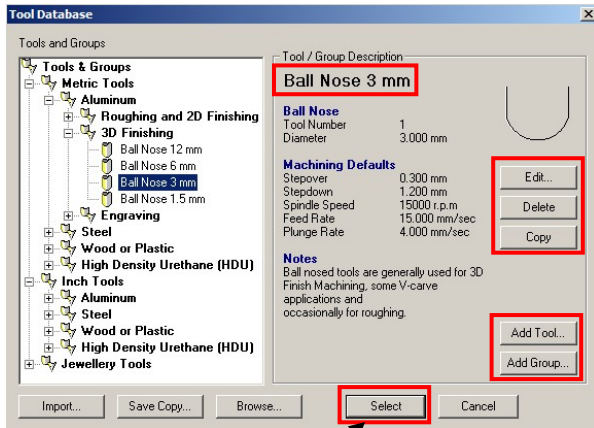 Tool Database
Tools and Groups
Tools & Groups
Metric Tools
Aluminum
Roughing and 2D Finishing
3D Finishing
Ball Nose 12 mm
Ball Nose 6 mm
Ball Nose 3 mm
Ball Nose 1.5 mm
Engraving
Steel
Wood or Plastic
High Density Urethane (HDU)
Inch Tools
Aluminum
Steel
Wood or Plastic
High Density Urethane (HDU)
Jewellery Tools
Tool / Group Description
Ball Nose 3 mm
Ball Nose
Tool Number 1
Diameter 3.000 mm
Machining Defaults
Stepover 0.300 mm
Stepdown 1.200 mm
Spindle Speed 15000 r.p.m
Feed Rate 15.000 mm/sec
Plunge Rate 4.000 mm/sec
Notes
Ball nosed tools are generally used for 3D
Finish Machining, some V-carve
applications and
occasionally for roughing.
Edit...
Delete
Copy
Add Tool...
Add Group...
Import... Save Copy... Browse... Select Cancel